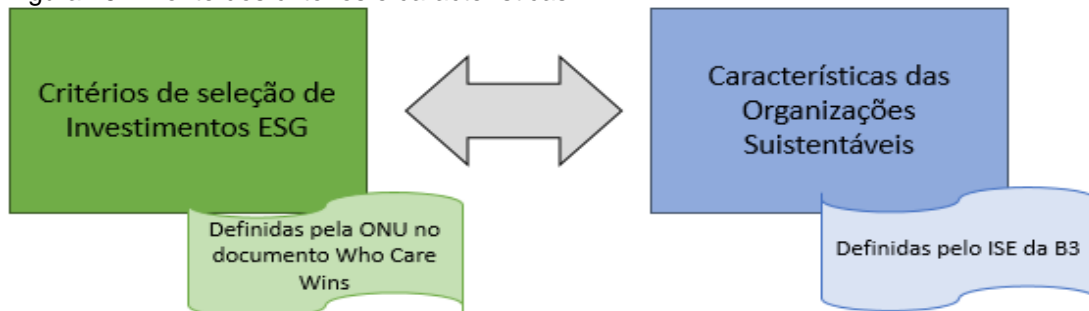 Critérios de seleção de
Investimentos ESG
Definidas pela ONU no
documento Who Care
Wins
Característícas das
Organizações
Suistentáveis
Definidas pelo ISE da B3